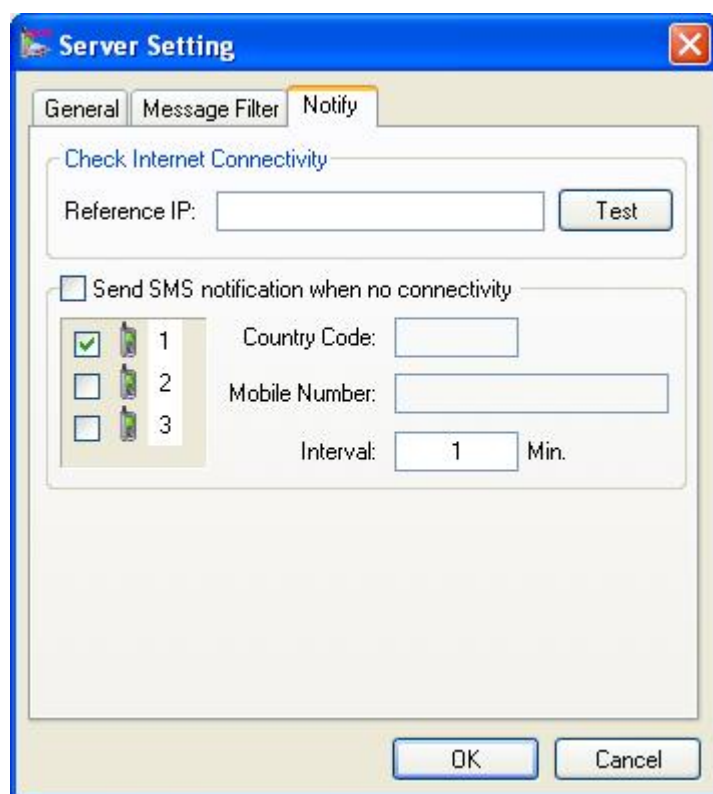 Server Setting
General Message Filter Notify
Check Internet Connectivity
Reference IP: Test
Send SMS notification when no connectivity
1 Country Code:
2 Mobile Number:
3
Interval: 1 Min.
OK Cancel